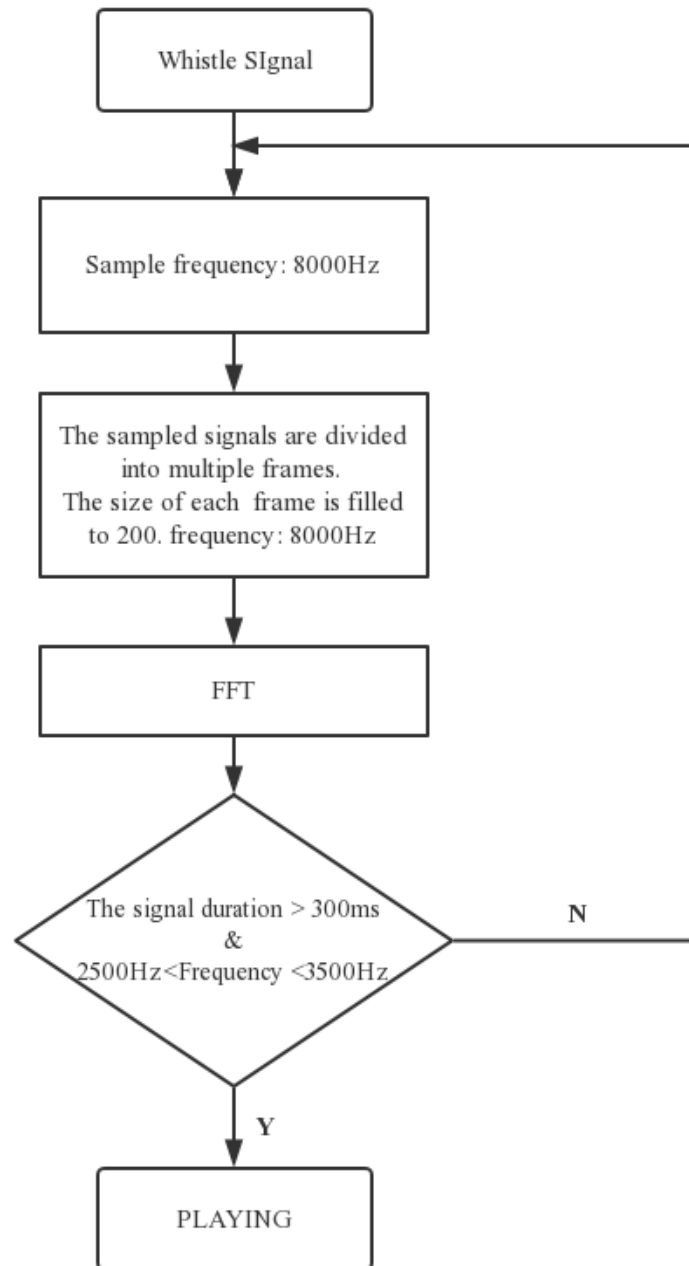 Whistle SIgnal
Sample frequency: 8000Hz
The sampled signals are divided
into multiple frames.
The size of each frame is filled
to 200. frequency: 8000Hz
FFT
The signal duration > 300ms
&
2500Hz<Frequency <3500Hz
N
Y
PLAYING